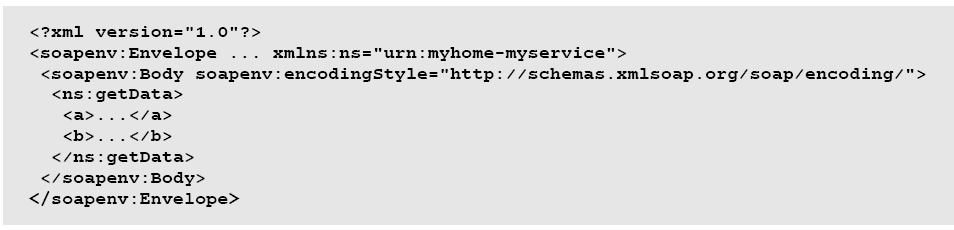 <?xml version="1.0"?>
<soapenv:Envelope ... xmlns:ns="urn:myhome-myservice">
<soapenv:Body soapenv:encodingStyle="http://schemas.xmlsoap.org/soap/encoding/">
<ns:getData>
<a>...</a>
<b>...</b>
</ns:getData>
</soapenv:Body>
</soapenv:Envelope>